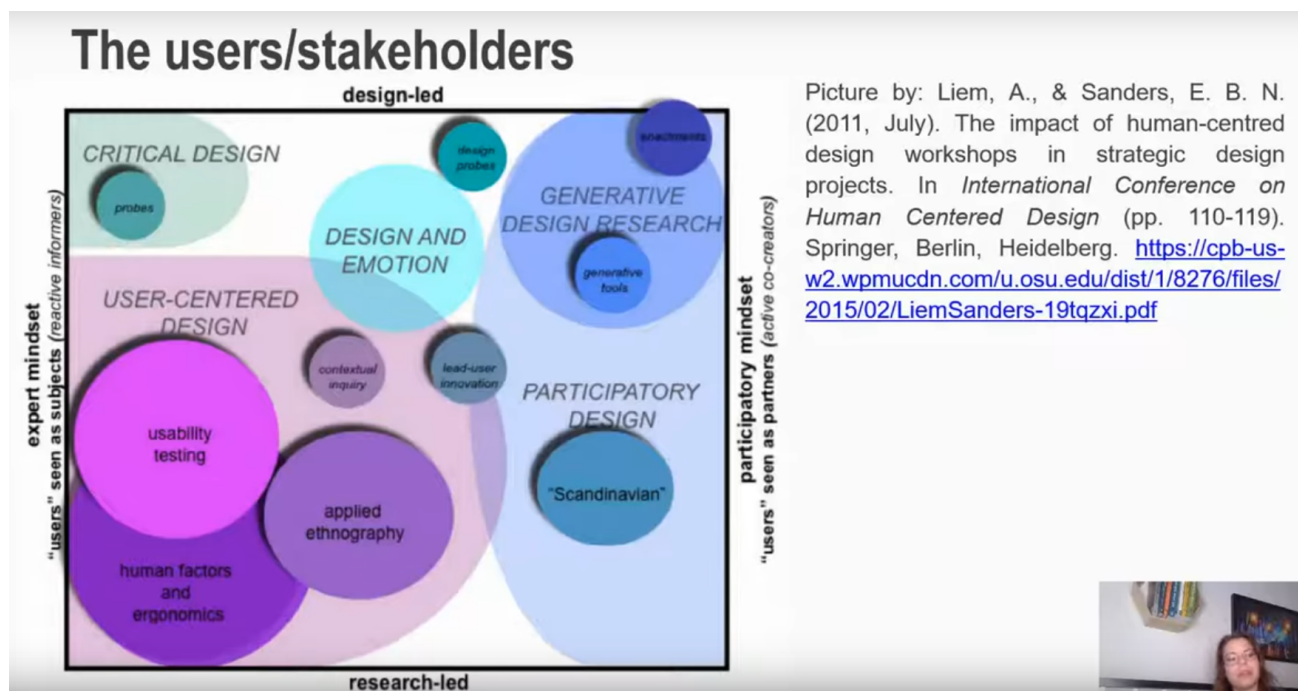 The users/stakeholders
design-led
CRITICAL DESIGN
probes
design
probes
enactments
GENERATIVE
DESIGN RESEARCH
generative
tools
DESIGN AND
EMOTION
USER-CENTERED
DESIGN
contextual
inquiry
lead-user
innovation
PARTICIPATORY
DESIGN
usability
testing
applied
ethnography
"Scandinavian"
human factors
and
ergonomics
expert mindset
"users" seen as subjects (reactive informers)
participatory mindset
"users" seen as partners (active co-creators)
research-led
Picture by: Liem, A., & Sanders, E. B. N.
(2011, July). The impact of human-centred
design workshops in strategic design
projects. In International Conference on
Human Centered Design (pp. 110-119).
Springer, Berlin, Heidelberg. https://cpb-us-
w2.wpmucdn.com/u.osu.edu/dist/1/8276/files/
2015/02/LiemSanders-19tqzxi.pdf